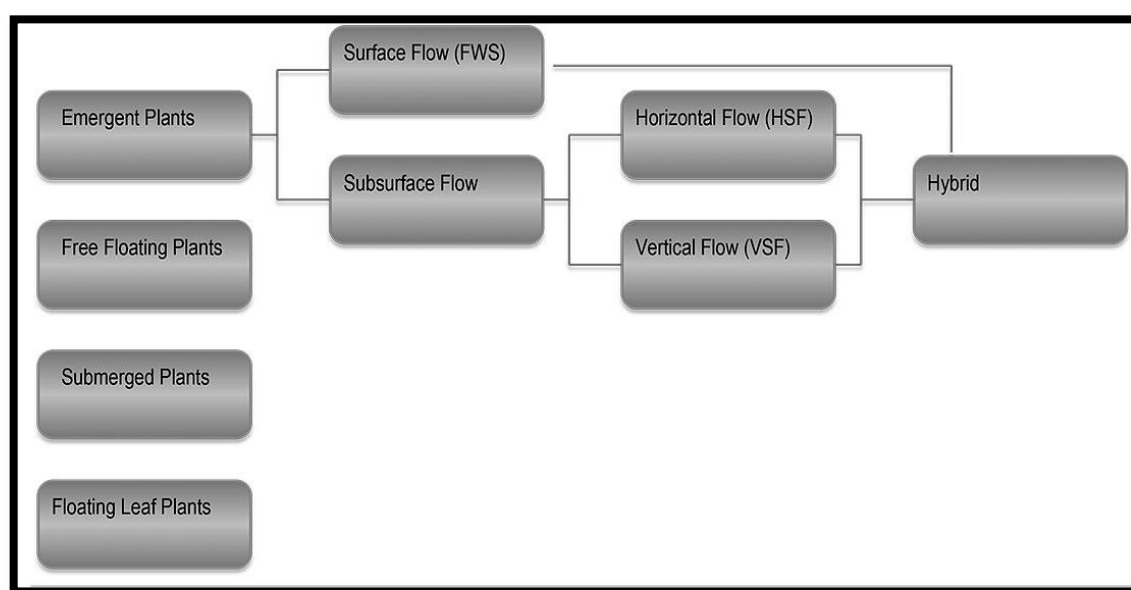 Surface Flow (FWS)
Emergent Plants
Horizontal Flow (HSF)
Subsurface Flow
Hybrid
Free Floating Plants
Vertical Flow (VSF)
Submerged Plants
Floating Leaf Plants